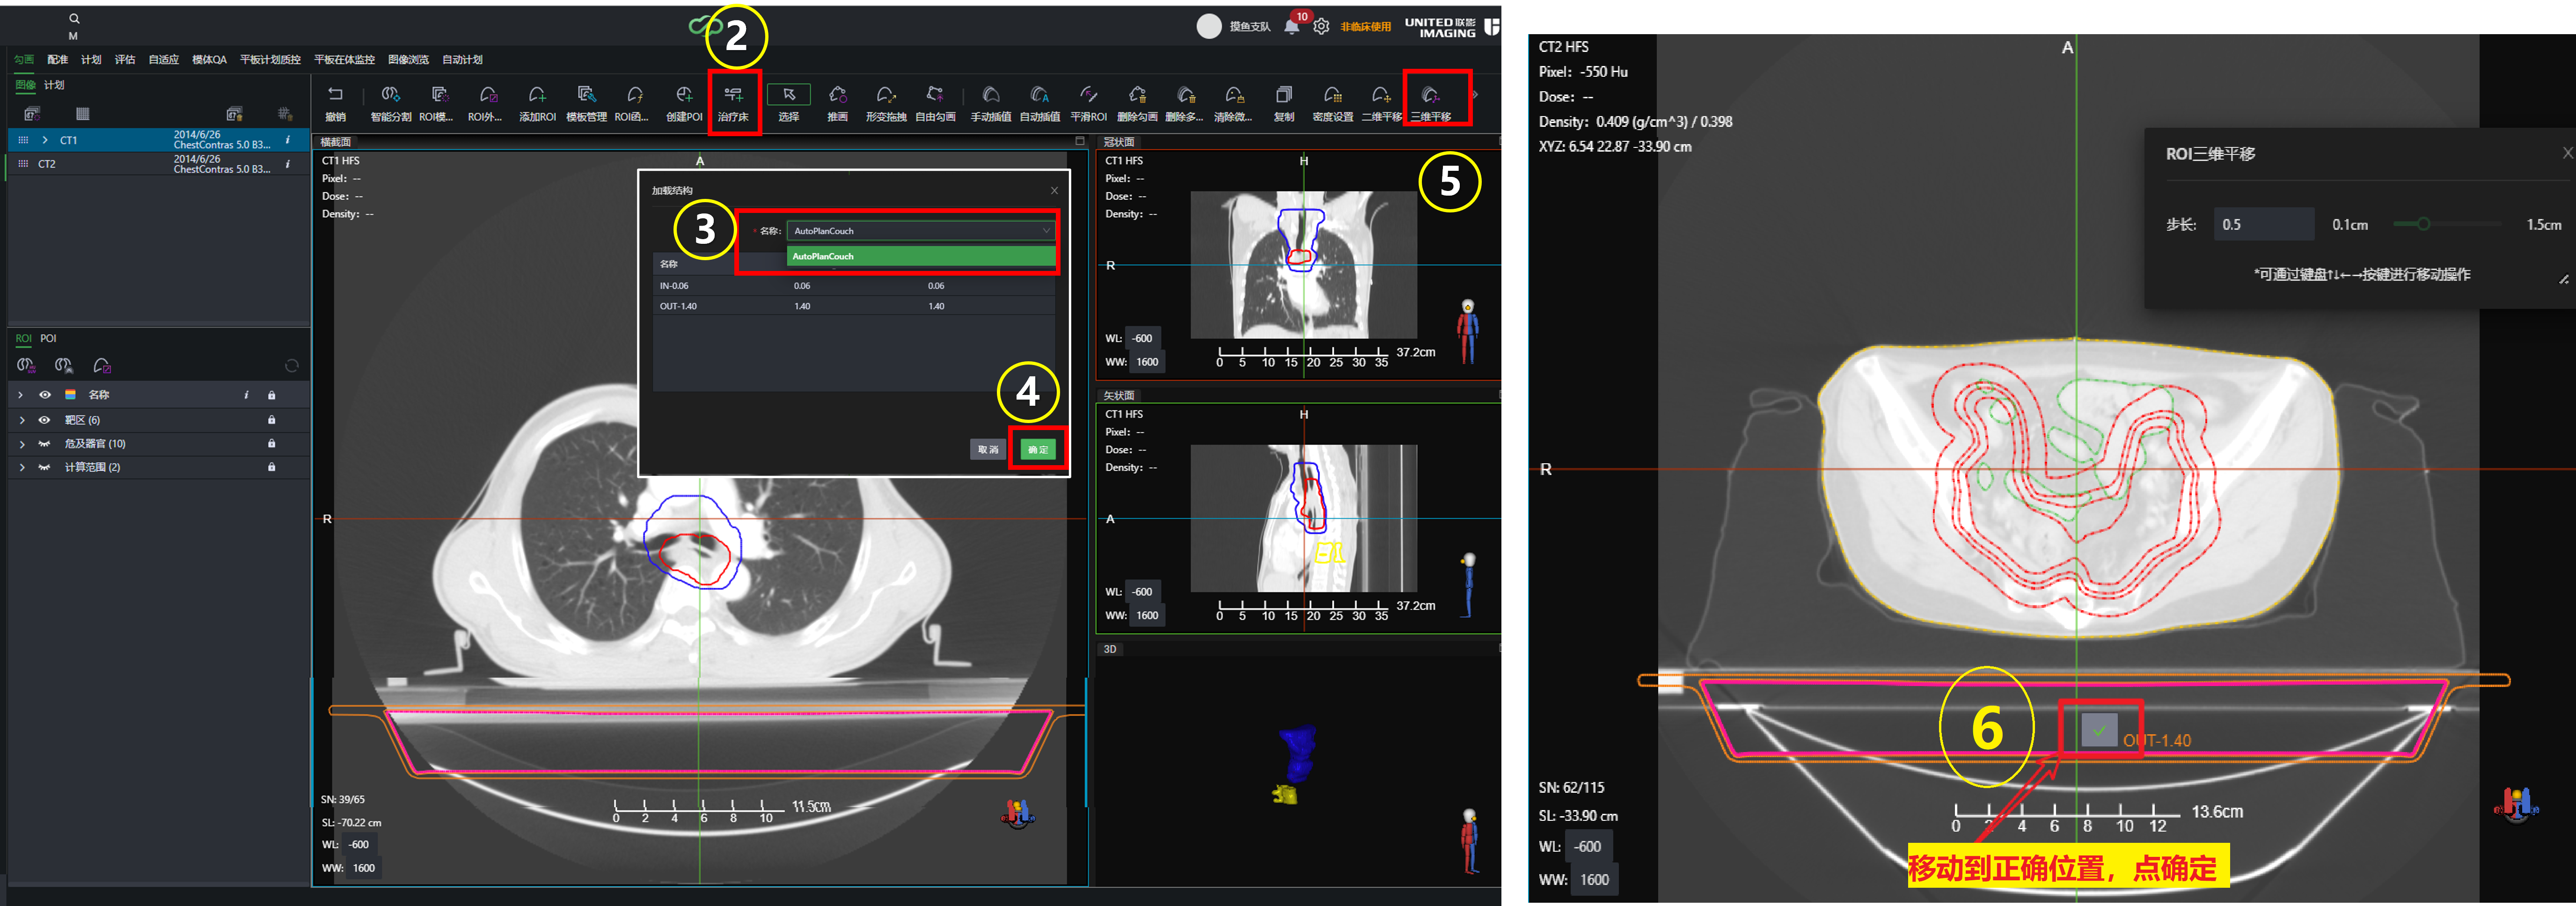 M
2
摸鱼支队
10
非临床使用
UNITED 联影
IMAGING
勾画 配准 计划 评估 自适应 模体QA 平板计划质控 平板在体监控 图像浏览 自动计划
图像 计划
撤销 智能分割 ROI模... ROI外... 添加ROI 模板管理 ROI函... 创建POI 治疗床 选择 推画 形变拖拽 自由勾画 手动插值 自动插值 平滑ROI 删除勾画 删除多... 清除微... 复制 密度设置 二维平移 三维平移
CT1 2014/6/26
ChestContras 5.0 B3... i
CT2 2014/6/26
ChestContras 5.0 B3... i
ROI POI
名称 i
靶区 (6)
危及器官 (10)
计算范围 (2)
横截面
CT1 HFS
Pixel: --
Dose: --
Density: --
A
R
加载结构
3
* 名称: AutoPlanCouch
AutoPlanCouch
名称
IN-0.06 0.06 0.06
OUT-1.40 1.40 1.40
4
取消 确定
SN: 39/65
SL: -70.22 cm
WL: -600
WW: 1600
0 2 4 6 8 10
11.5cm
冠状面
CT1 HFS
Pixel: --
Dose: --
Density: --
H
5
R
WL: -600
WW: 1600
0 5 10 15 20 25 30 35
37.2cm
矢状面
CT1 HFS
Pixel: --
Dose: --
Density: --
H
A
WL: -600
WW: 1600
0 5 10 15 20 25 30 35
37.2cm
3D
CT2 HFS
Pixel: -550 Hu
Dose: --
Density: 0.409 (g/cm^3) / 0.398
XYZ: 6.54 22.87 -33.90 cm
A
ROI三维平移
步长: 0.5 0.1cm 1.5cm
*可通过键盘↑↓←→按键进行移动操作
R
6
OUT-1.40
SN: 62/115
SL: -33.90 cm
WL: -600
WW: 1600
0 2 4 6 8 10 12
13.6cm
移动到正确位置，点确定